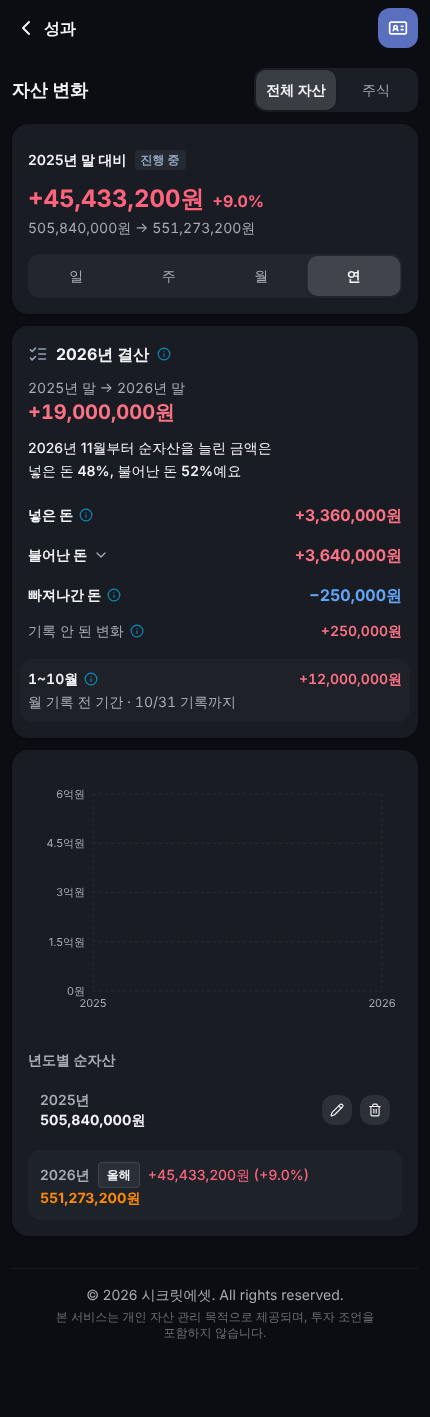 성과
자산 변화
전체 자산
주식
2025년 말 대비 진행 중
+45,433,200원 +9.0%
505,840,000원 → 551,273,200원
일 주 월 연
2026년 결산
2025년 말 → 2026년 말
+19,000,000원
2026년 11월부터 순자산을 늘린 금액은
넣은 돈 48%, 불어난 돈 52%예요
넣은 돈 +3,360,000원
불어난 돈 +3,640,000원
빠져나간 돈 −250,000원
기록 안 된 변화 +250,000원
1~10월 +12,000,000원
월 기록 전 기간 · 10/31 기록까지
6억원
4.5억원
3억원
1.5억원
0원
2025 2026
년도별 순자산
2025년
505,840,000원
2026년 올해 +45,433,200원 (+9.0%)
551,273,200원
© 2026 시크릿에셋. All rights reserved.
본 서비스는 개인 자산 관리 목적으로 제공되며, 투자 조언을
포함하지 않습니다.